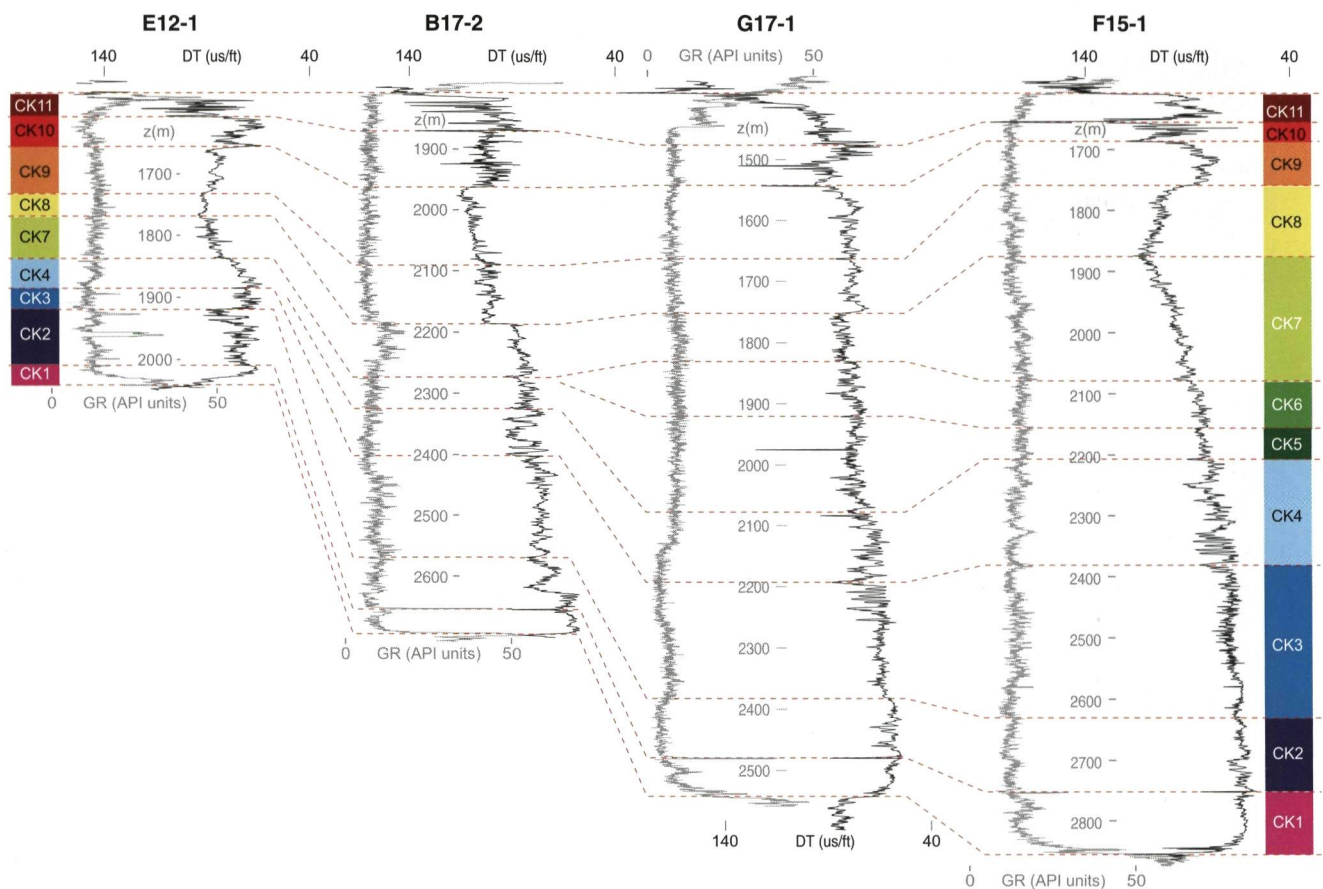 E12-1
B17-2
G17-1
F15-1
140 DT (us/ft) 40
140 DT (us/ft) 40
0 GR (API units) 50
140 DT (us/ft) 40
CK11
CK10
CK9
CK8
CK7
CK4
CK3
CK2
CK1
z(m)
1700
1800
1900
2000
0 GR (API units) 50
z(m)
1900
2000
2100
2200
2300
2400
2500
2600
0 GR (API units) 50
z(m)
1500
1600
1700
1800
1900
2000
2100
2200
2300
2400
2500
140 DT (us/ft) 40
z(m)
1700
1800
1900
2000
2100
2200
2300
2400
2500
2600
2700
2800
0 GR (API units) 50
CK11
CK10
CK9
CK8
CK7
CK6
CK5
CK4
CK3
CK2
CK1